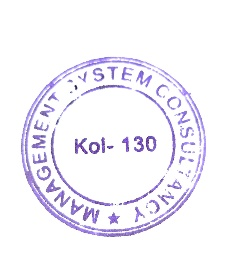 MANAGEMENT SYSTEM CONSULTANCY ★
Kol- 130